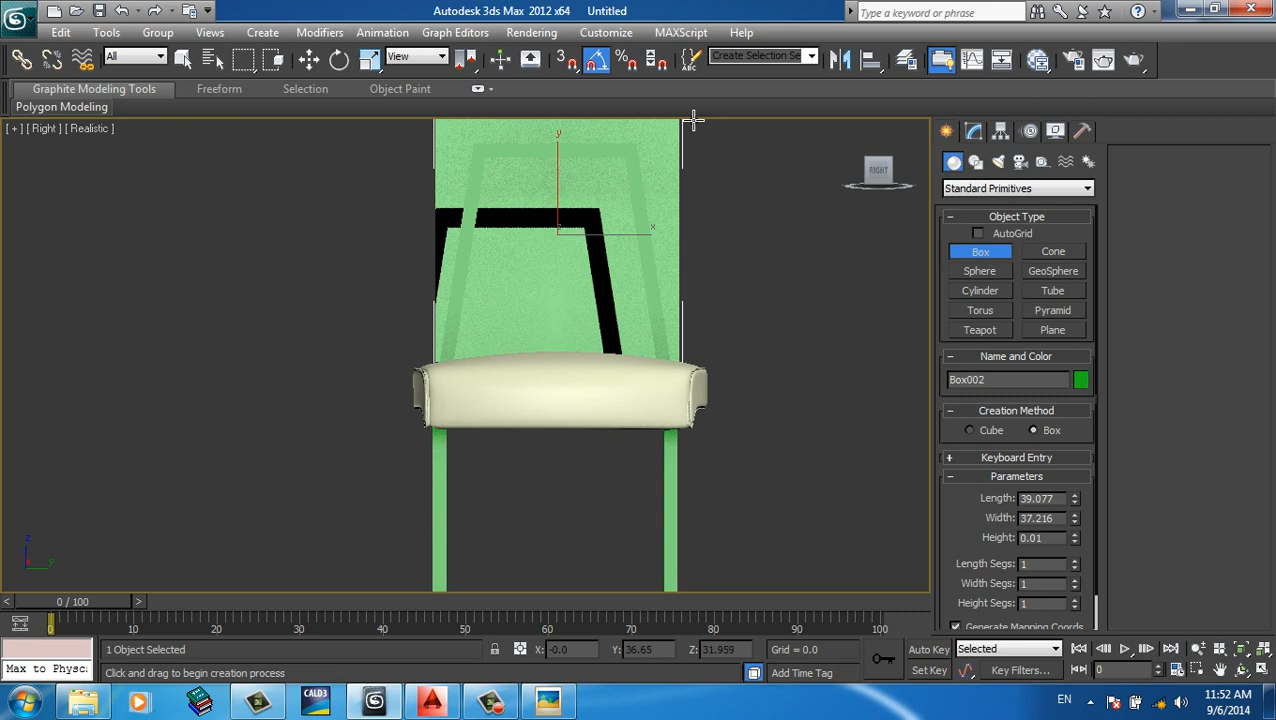 Autodesk 3ds Max 2012 x64 Untitled
Type a keyword or phrase
Edit Tools Group Views Create Modifiers Animation Graph Editors Rendering Customize MAXScript Help
All View 3 Create Selection Se
Graphite Modeling Tools Freeform Selection Object Paint
Polygon Modeling
[ + ] [ Right ] [ Realistic ]
y
x
RIGHT
z
y
Standard Primitives
Object Type
AutoGrid
Box Cone
Sphere GeoSphere
Cylinder Tube
Torus Pyramid
Teapot Plane
Name and Color
Box002
Creation Method
Cube Box
Keyboard Entry
Parameters
Length: 39.077
Width: 37.216
Height: 0.01
Length Segs: 1
Width Segs: 1
Height Segs: 1
Generate Mapping Coords
< 0 / 100 >
0 10 20 30 40 50 60 70 80 90 100
1 Object Selected X: -0.0 Y: 36.65 Z: 31.959 Grid = 0.0 Auto Key Selected
Max to Physc Click and drag to begin creation process Add Time Tag Set Key Key Filters... 0
CALD3 EN 11:52 AM
9/6/2014